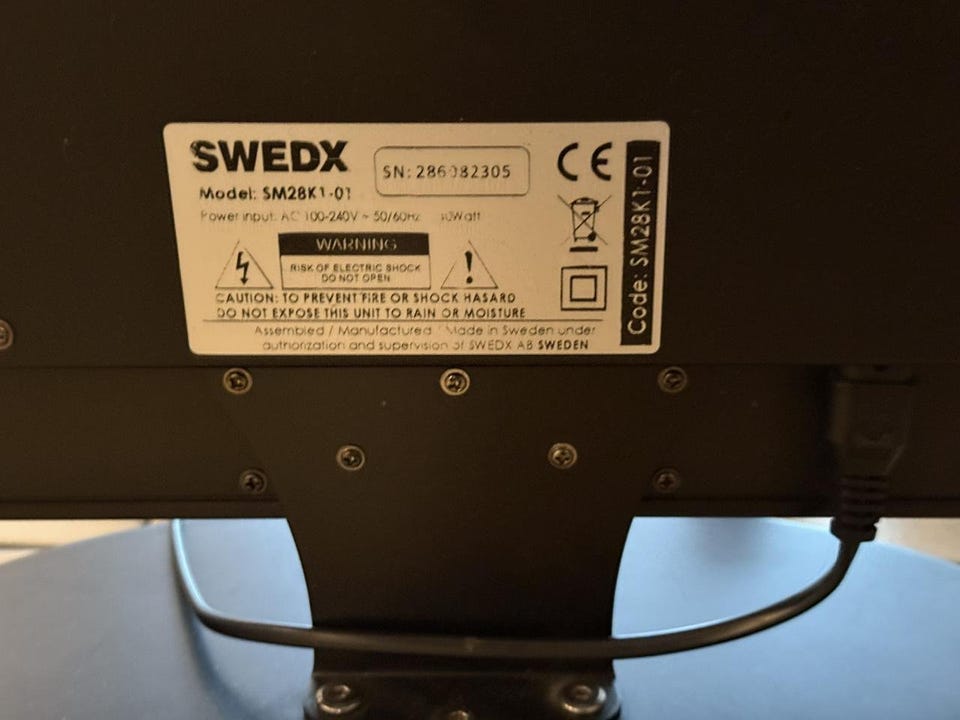 SWEDX
SN: 286082305
Model: SM28K1-01
Power input: AC 100-240V ~ 50/60Hz
WARNING
RISK OF ELECTRIC SHOCK
DO NOT OPEN
CAUTION: TO PREVENT FIRE OR SHOCK HASARD
DO NOT EXPOSE THIS UNIT TO RAIN OR MOISTURE
Assembled / Manufactured / Made in Sweden under
authorization and supervision of SWEDX AB SWEDEN
CE
Code: SM28K1-01